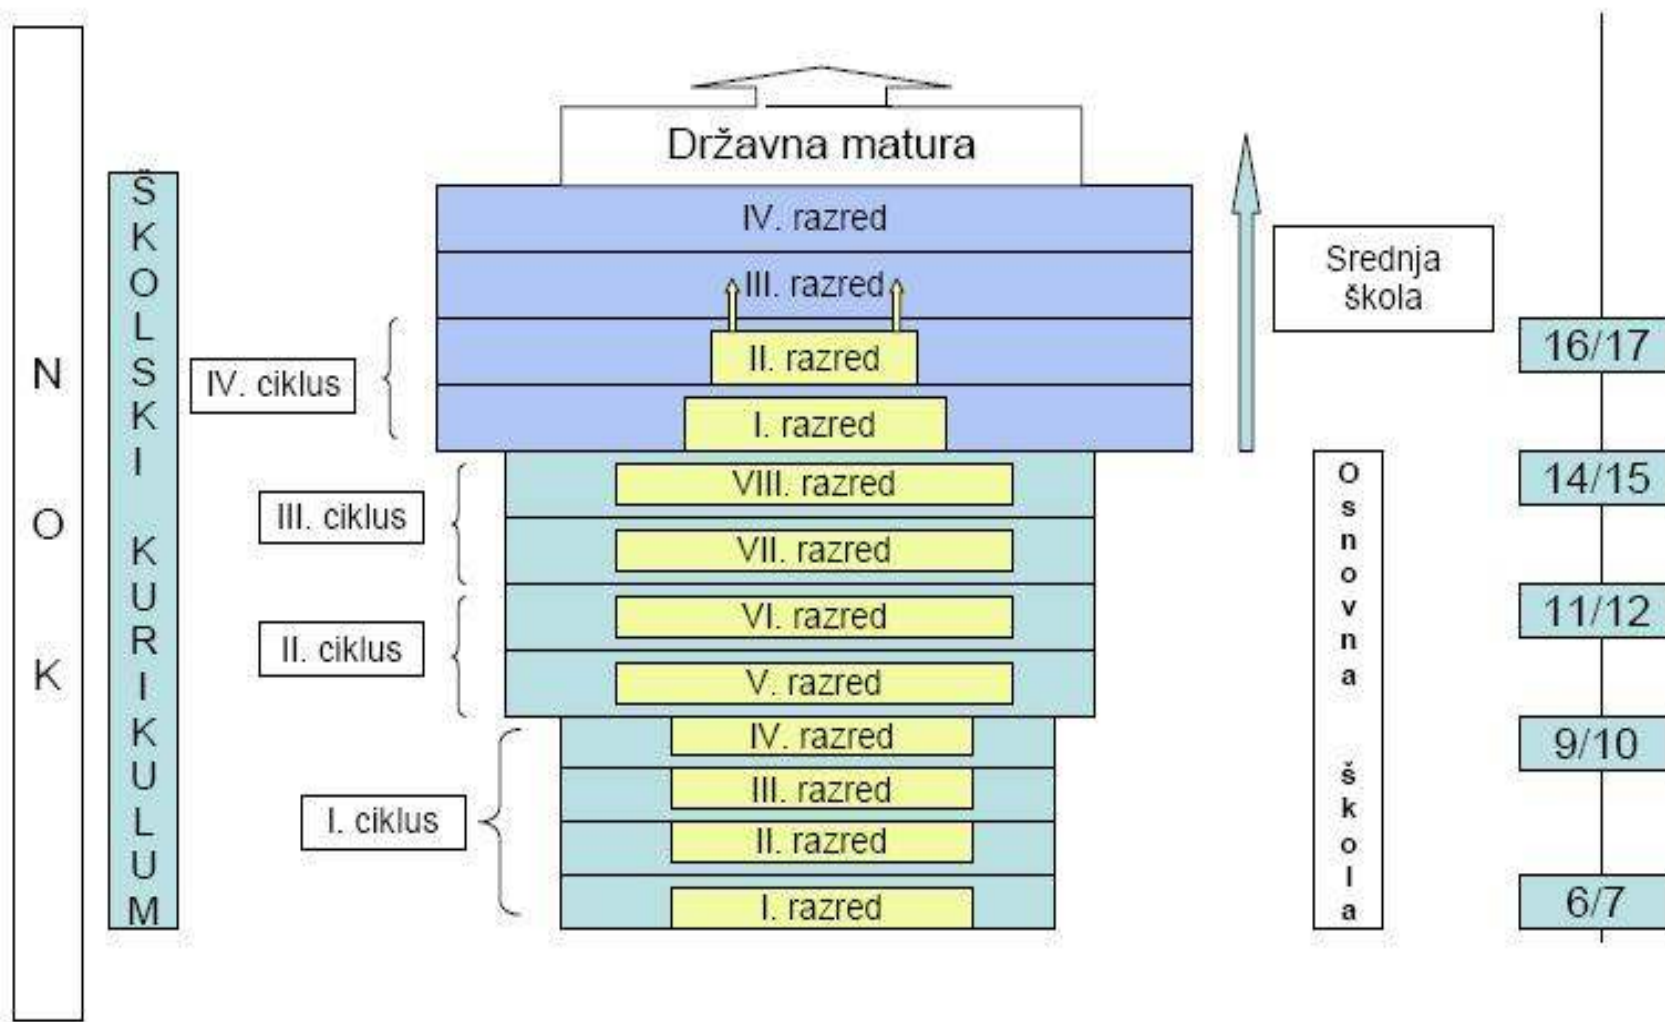 NOK
ŠKOLSKI KURIKULUM
Državna matura
IV. razred
III. razred
II. razred
I. razred
VIII. razred
VII. razred
VI. razred
V. razred
IV. razred
III. razred
II. razred
I. razred
IV. ciklus
III. ciklus
II. ciklus
I. ciklus
Srednja
škola
Osnovna škola
16/17
14/15
11/12
9/10
6/7